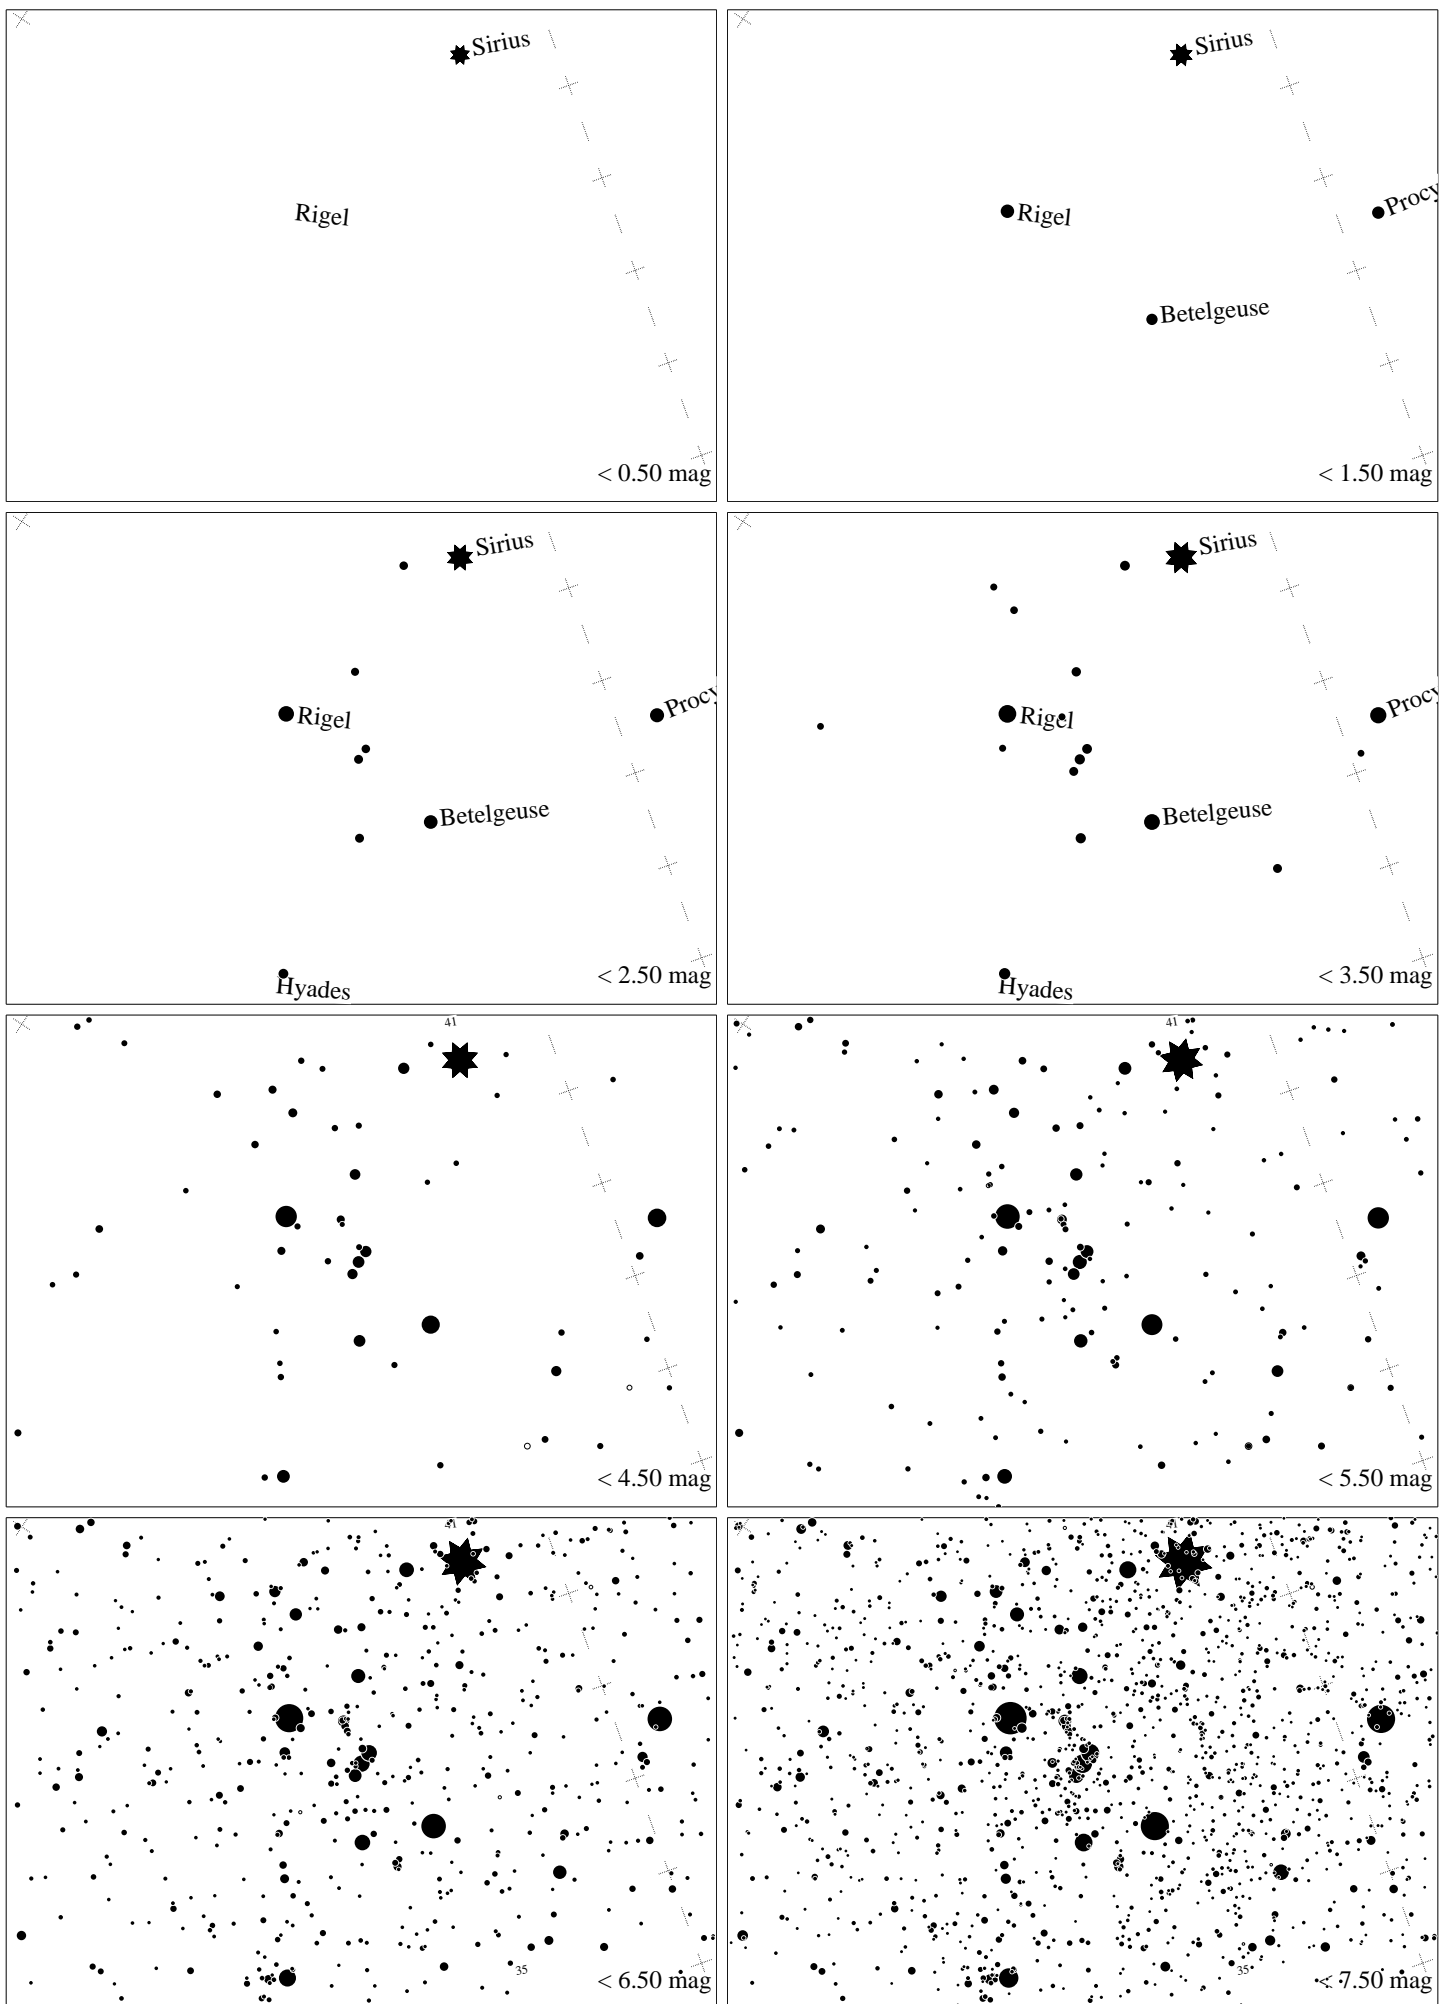 Sirius
Rigel
< 0.50 mag
Sirius
Procy
Rigel
Betelgeuse
< 1.50 mag
Sirius
Procy
Rigel
Betelgeuse
Hyades
< 2.50 mag
Sirius
Procy
Rigel
Betelgeuse
Hyades
< 3.50 mag
41
< 4.50 mag
41
< 5.50 mag
41
35
< 6.50 mag
41
35
< 7.50 mag